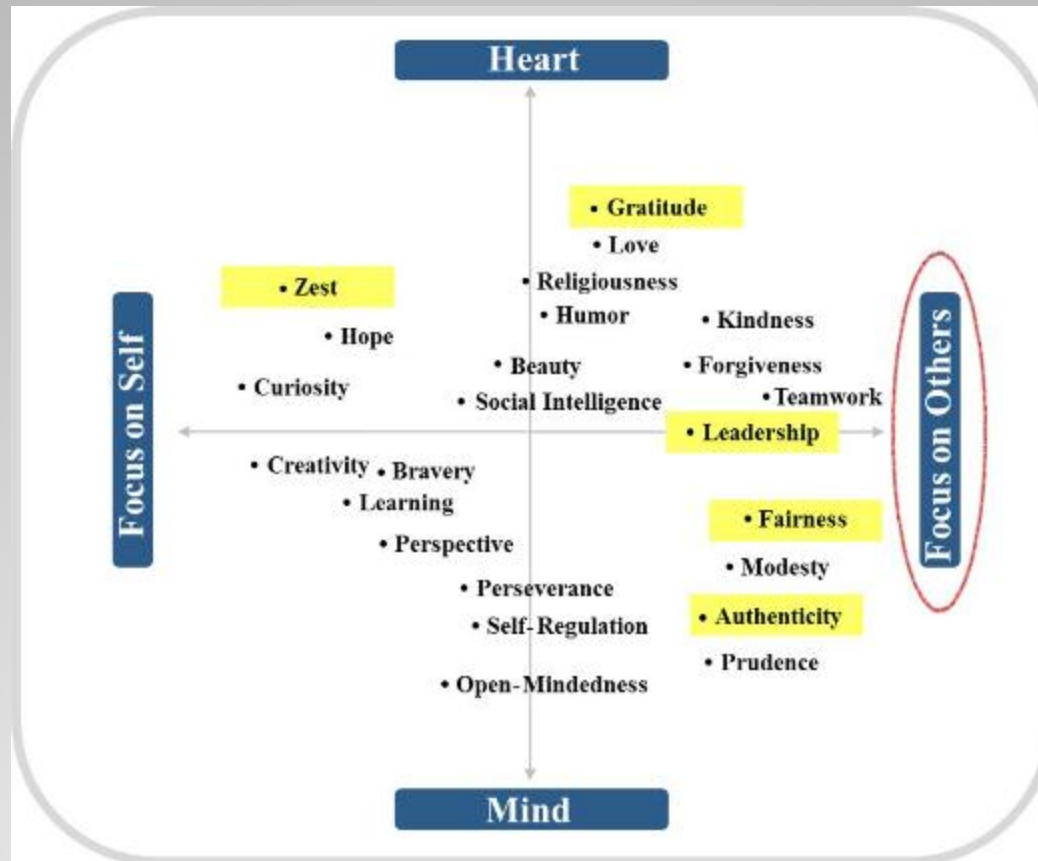 Heart
• Gratitude
• Love
• Religiousness
• Zest
• Humor
• Kindness
• Hope
• Beauty
• Forgiveness
• Curiosity
• Social Intelligence
• Teamwork
Focus on Self
• Leadership
Focus on Others
• Creativity
• Bravery
• Learning
• Fairness
• Perspective
• Modesty
• Perseverance
• Authenticity
• Self-Regulation
• Prudence
• Open-Mindedness
Mind